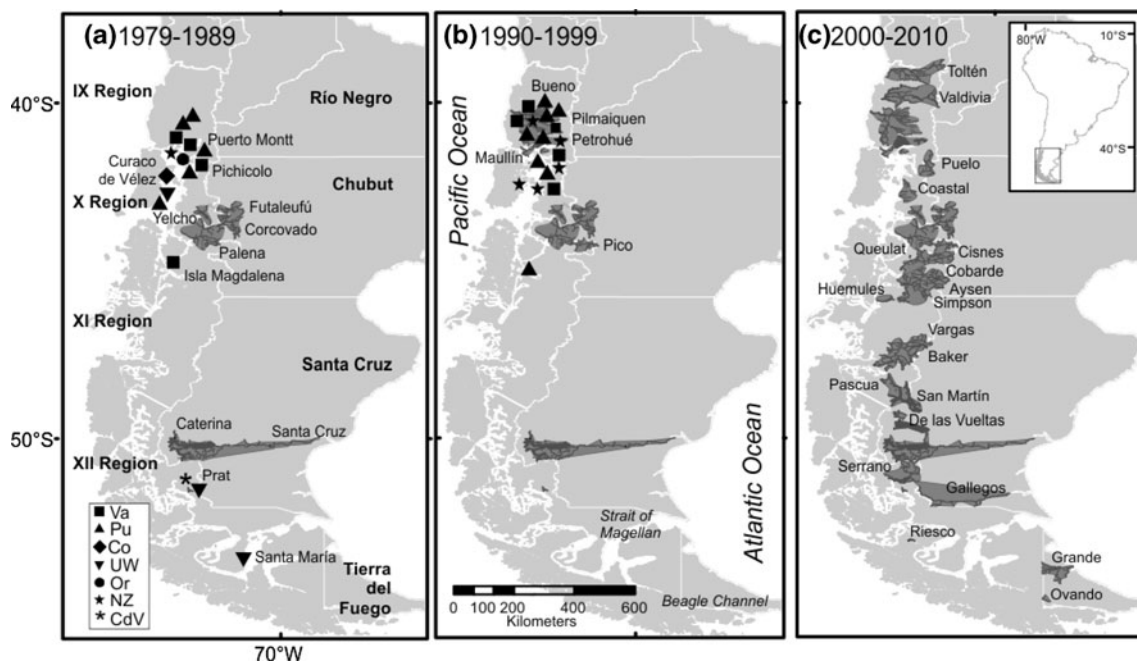 (a) 1979-1989
IX Region
40°S
Río Negro
Puerto Montt
Curaco
de Vélez
Pichicolo
Chubut
X Region
Yelcho
Futaleufú
Corcovado
Palena
Isla Magdalena
XI Region
Santa Cruz
Caterina
Santa Cruz
50°S
XII Region
Prat
Va
Pu
Co
UW
Or
NZ
CdV
Santa María
Tierra
del
Fuego
70°W
(b) 1990-1999
Bueno
Pilmaiquen
Petrohué
Maullín
Pacific Ocean
Pico
Atlantic Ocean
Strait of
Magellan
0 100 200 400 600
Kilometers
Beagle Channel
(c) 2000-2010
80°W
10°S
40°S
Toltén
Valdivia
Puelo
Coastal
Queulat
Cisnes
Cobarde
Huemules
Aysen
Simpson
Vargas
Baker
Pascua
San Martín
De las Vueltas
Serrano
Gallegos
Riesco
Grande
Ovando